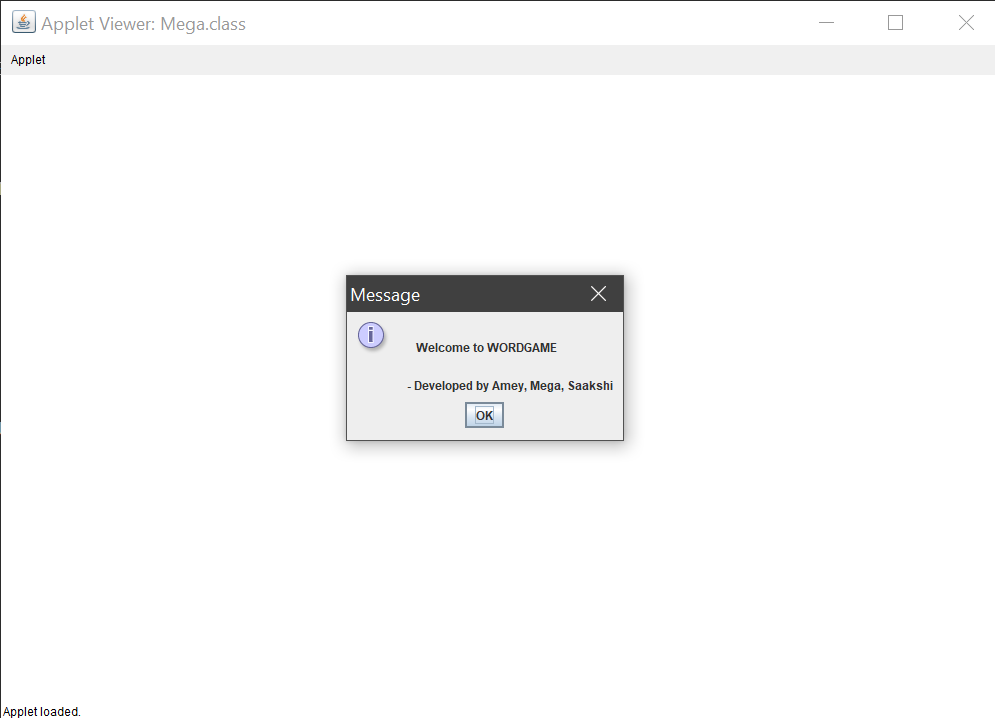 Applet Viewer: Mega.class
Applet
Message
i
Welcome to WORDGAME
- Developed by Amey, Mega, Saakshi
OK
Applet loaded.